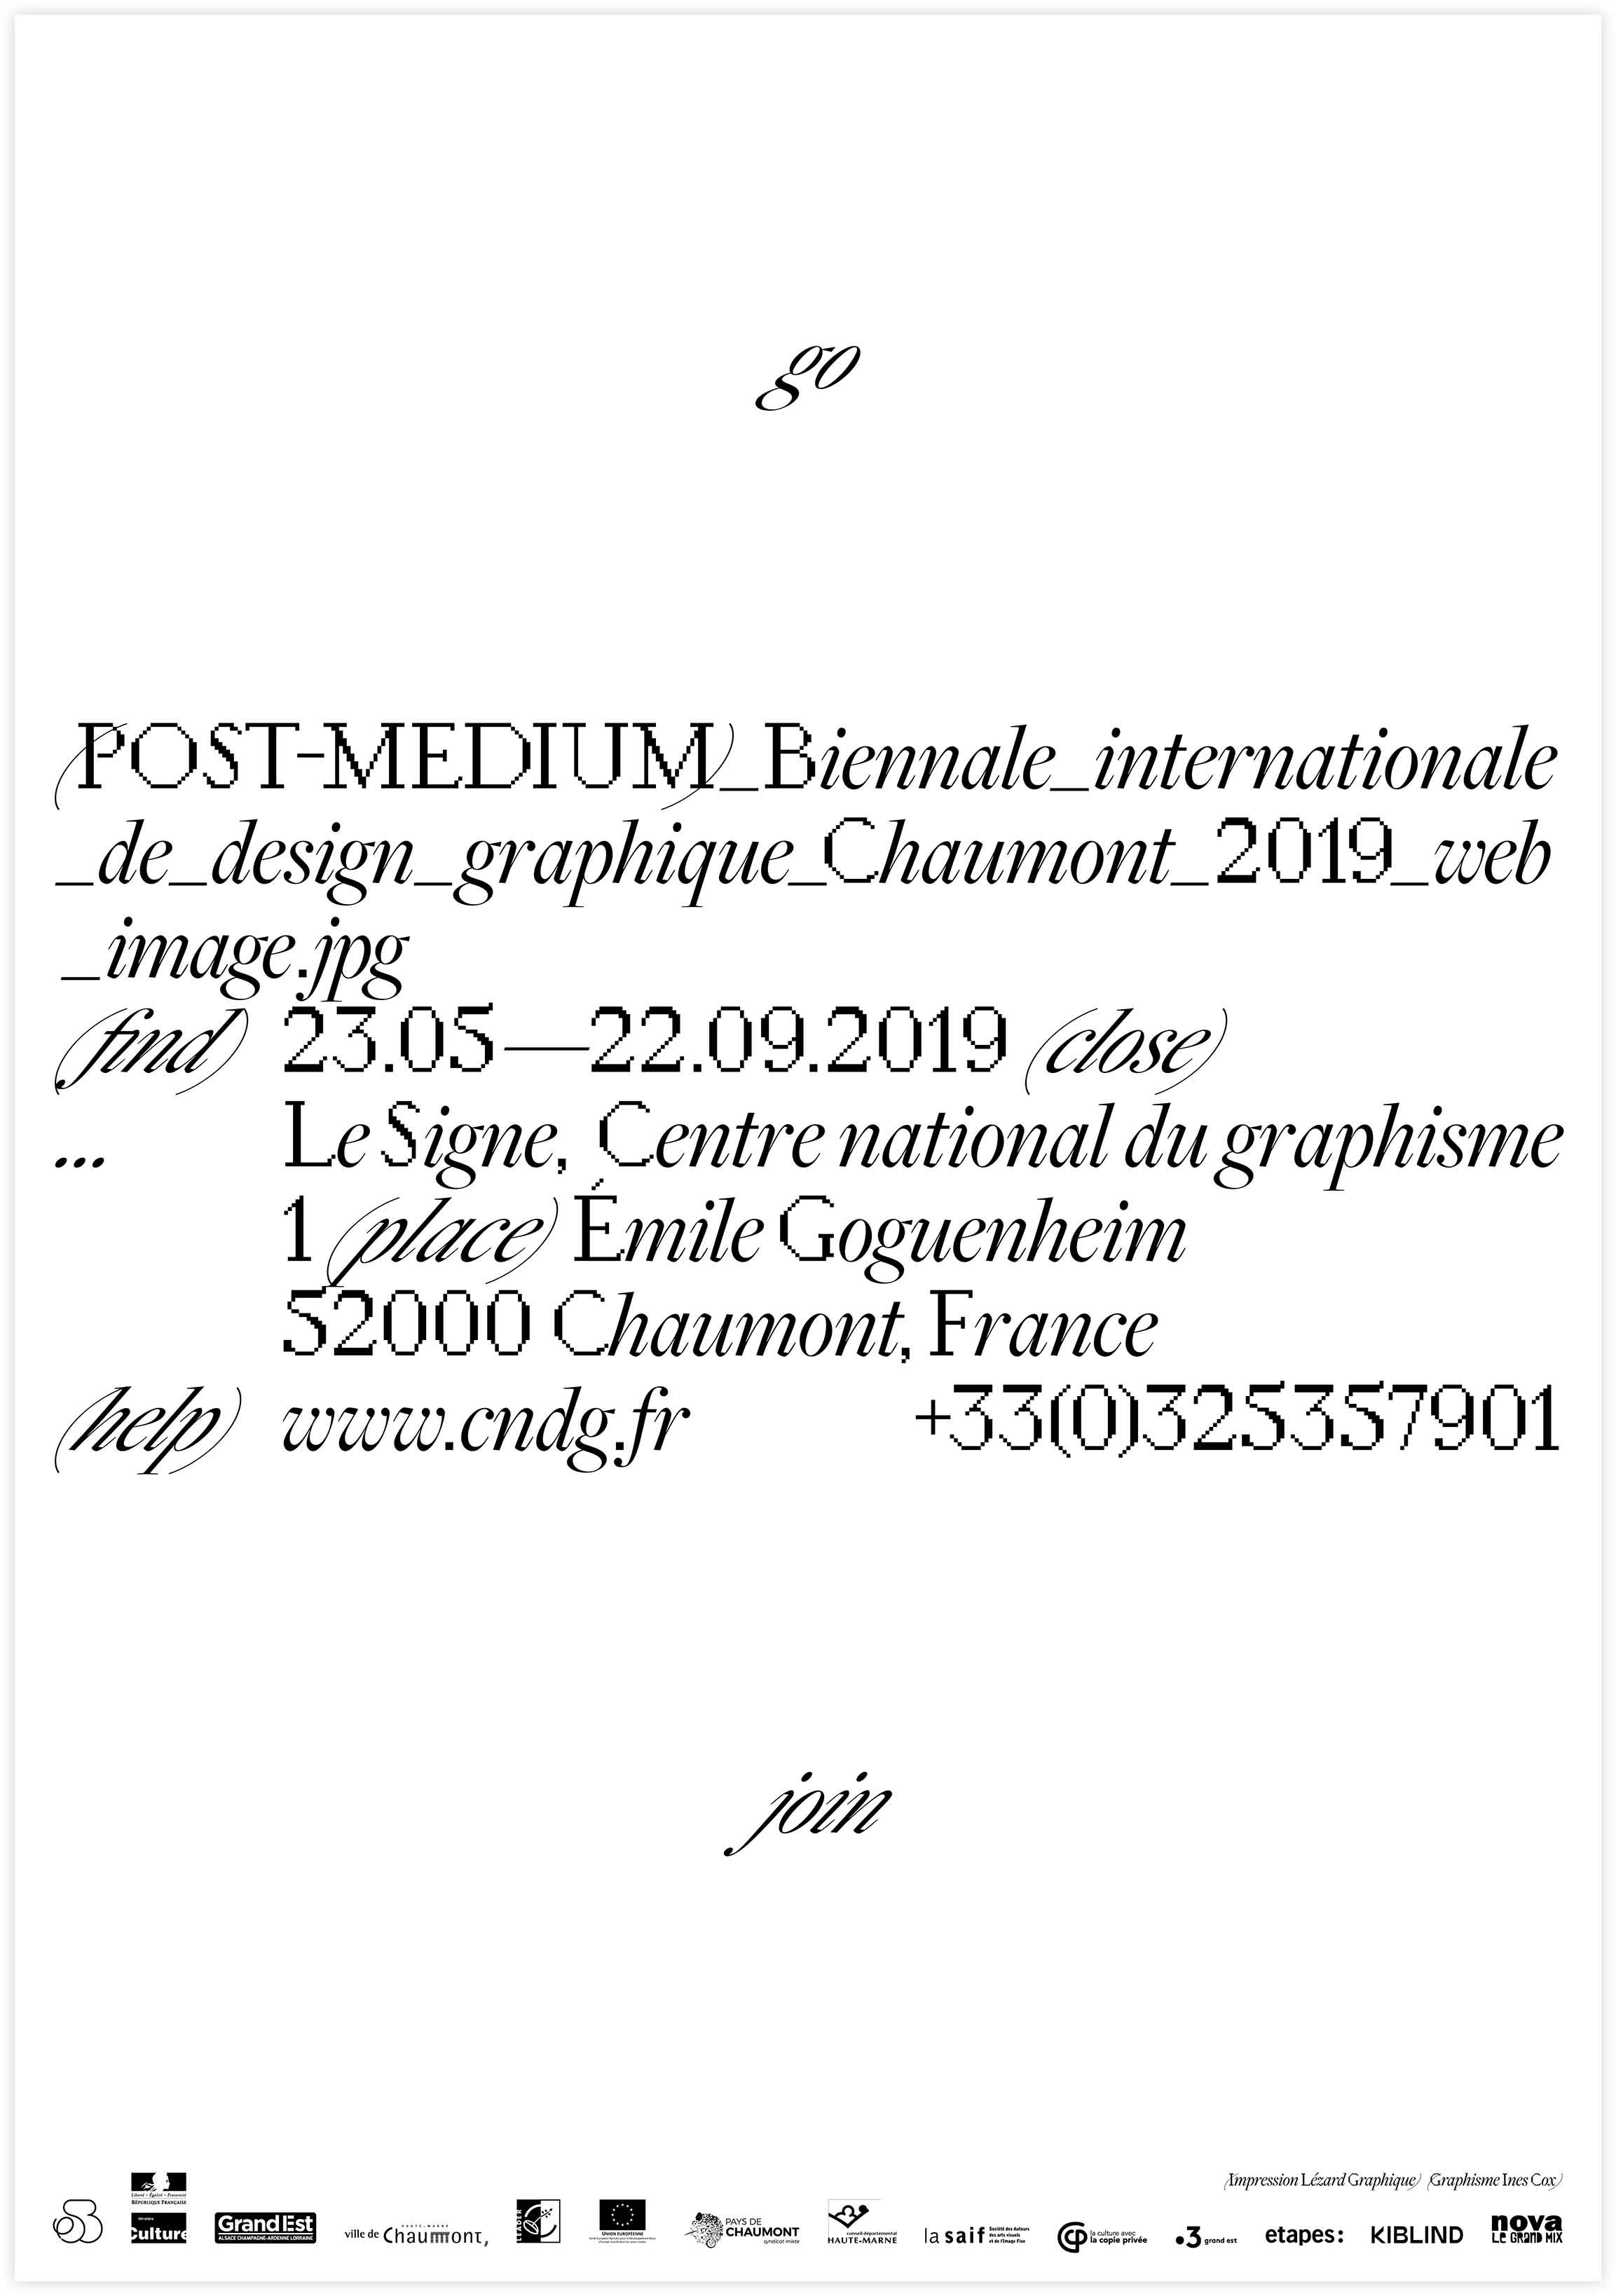 go
(POST-MEDIUM)_Biennale_internationale
_de_design_graphique_Chaumont_2019_web
_image.jpg
(find) 23.05—22.09.2019 (close)
... Le Signe, Centre national du graphisme
1 (place) Émile Goguenheim
52000 Chaumont, France
(help) www.cndg.fr +33(0)325357901
join
(Impression Lézard Graphique) (Graphisme Ines Cox)
Liberté • Égalité • Fraternité
RÉPUBLIQUE FRANÇAISE
Culture
Grand Est
ALSACE CHAMPAGNE-ARDENNE LORRAINE
HAUTE-MARNE
ville de Chaumont,
LEADER
UNION EUROPÉENNE
PAYS DE
CHAUMONT
syndicat mixte
conseil départemental
HAUTE-MARNE
la saif Société des Auteurs
des arts visuels
et de l'Image Fixe
la culture avec
la copie privée
3 grand est
etapes:
KIBLIND
nova
LE GRAND MIX